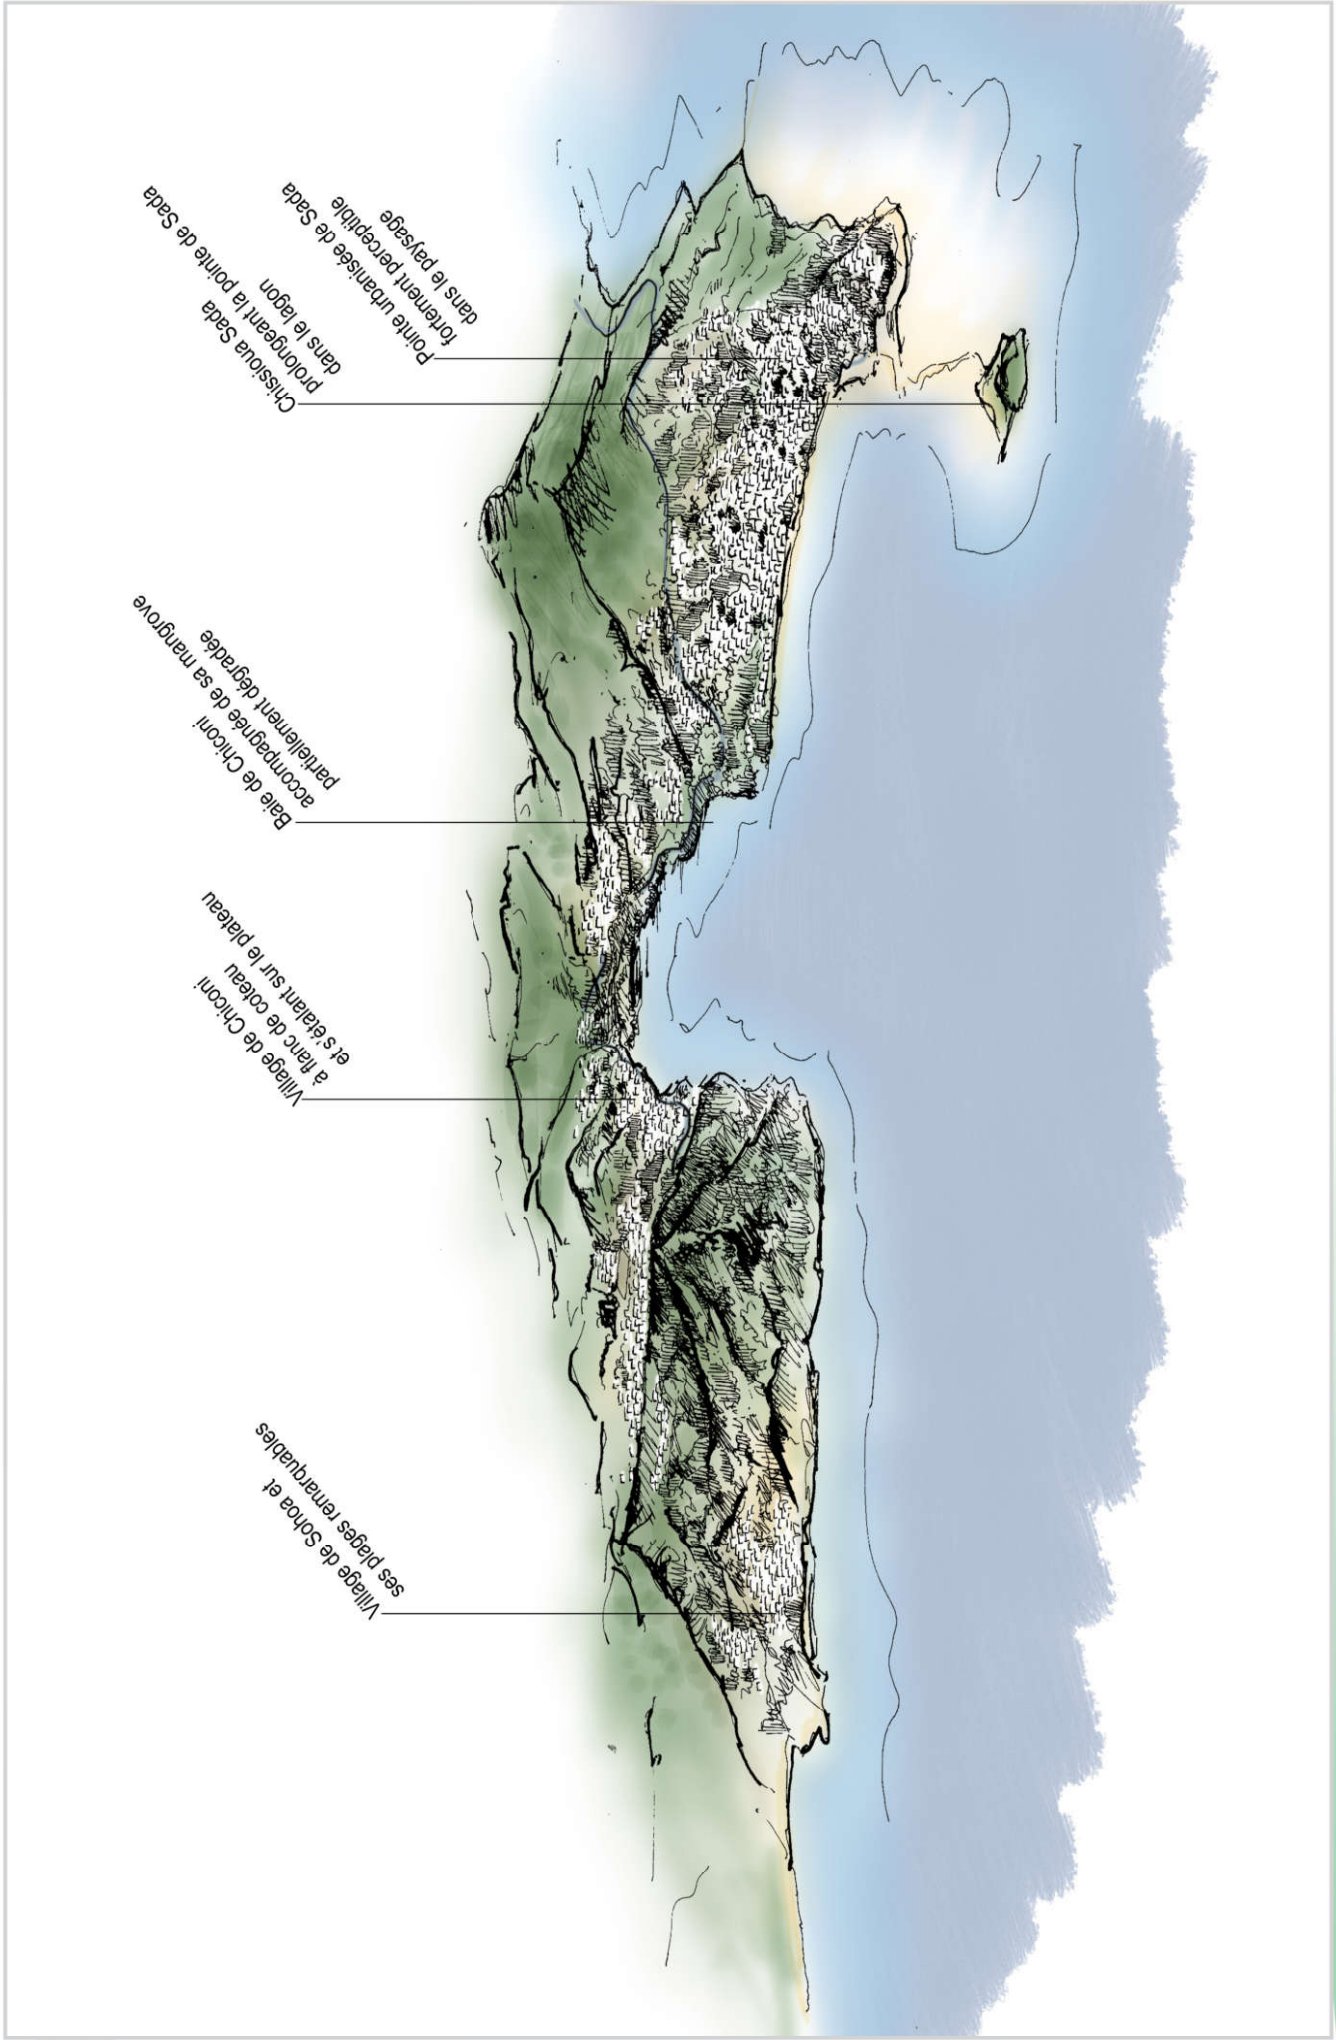 Village de Sohoa et
ses plages remarquables
Village de Chiconi
à flanc de coteau
et s'étalant sur le plateau
Baie de Chiconi
accompagnée de sa mangrove
partiellement dégradée
Chissioua Sada
prolongeant la pointe de Sada
dans le lagon
Pointe urbanisée de Sada
fortement perceptible
dans le paysage